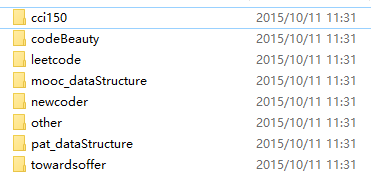 cci150 2015/10/11 11:31
codeBeauty 2015/10/11 11:31
leetcode 2015/10/11 11:31
mooc_dataStructure 2015/10/11 11:31
newcoder 2015/10/11 11:31
other 2015/10/11 11:31
pat_dataStructure 2015/10/11 11:31
towardsoffer 2015/10/11 11:31